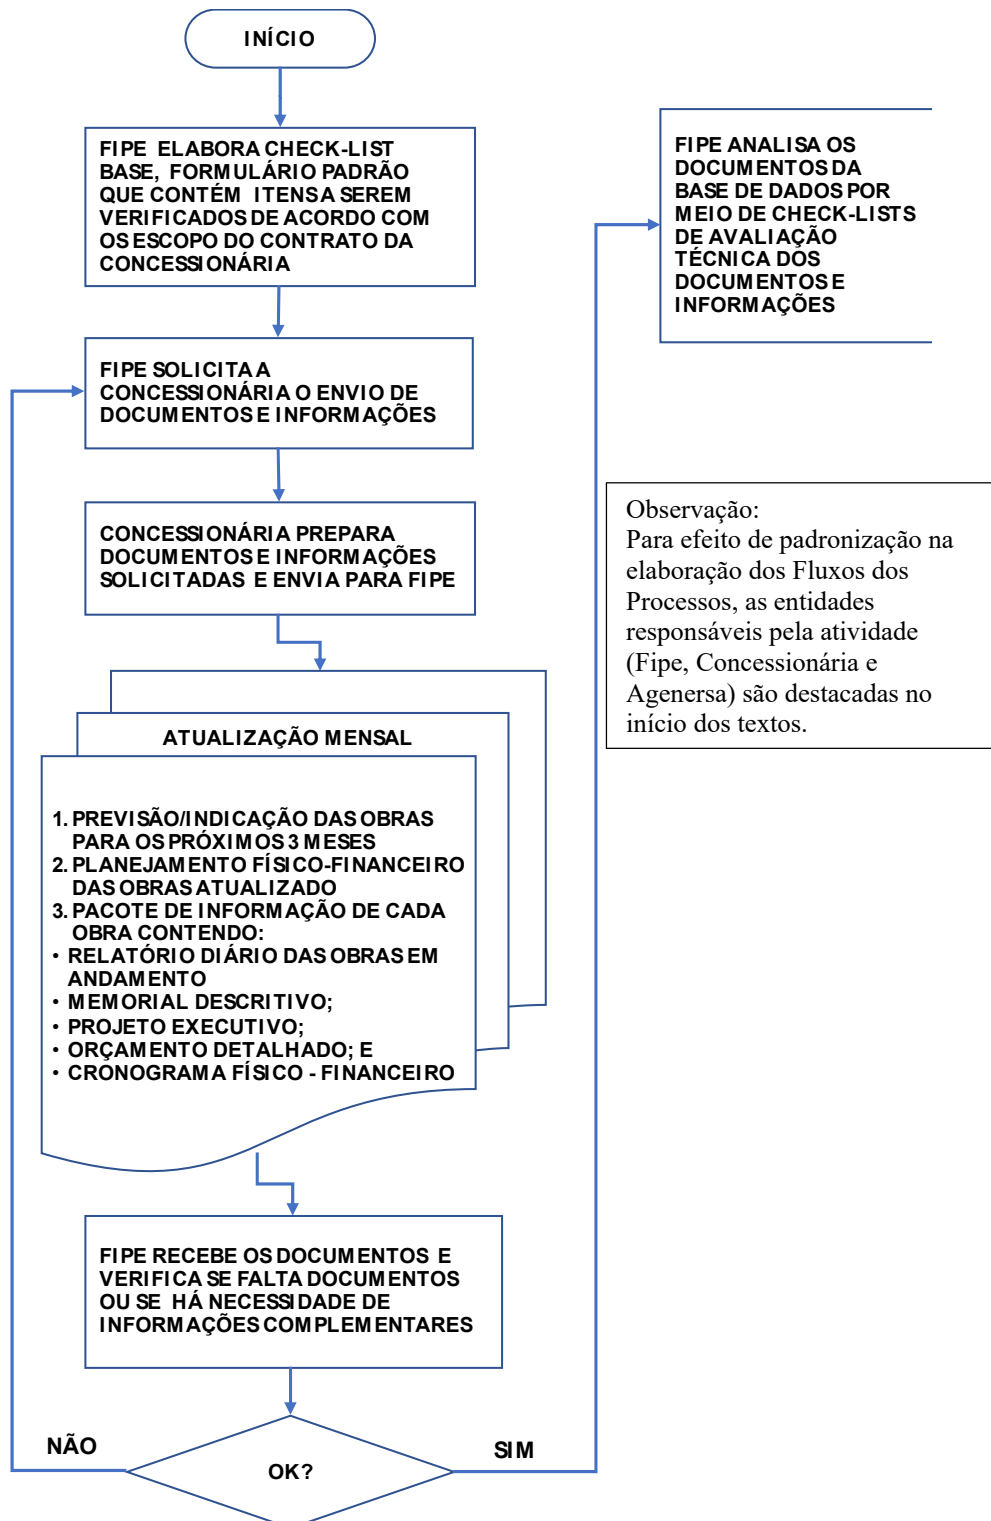 INÍCIO
FIPE ELABORA CHECK-LIST
BASE, FORMULÁRIO PADRÃO
QUE CONTÉM ITENS A SEREM
VERIFICADOS DE ACORDO COM
OS ESCOPO DO CONTRATO DA
CONCESSIONÁRIA
FIPE SOLICITA A
CONCESSIONÁRIA O ENVIO DE
DOCUMENTOS E INFORMAÇÕES
CONCESSIONÁRIA PREPARA
DOCUMENTOS E INFORMAÇÕES
SOLICITADAS E ENVIA PARA FIPE
ATUALIZAÇÃO MENSAL
1. PREVISÃO/INDICAÇÃO DAS OBRAS
PARA OS PRÓXIMOS 3 MESES
2. PLANEJAMENTO FÍSICO-FINANCEIRO
DAS OBRAS ATUALIZADO
3. PACOTE DE INFORMAÇÃO DE CADA
OBRA CONTENDO:
• RELATÓRIO DIÁRIO DAS OBRAS EM
ANDAMENTO
• MEMORIAL DESCRITIVO;
• PROJETO EXECUTIVO;
• ORÇAMENTO DETALHADO; E
• CRONOGRAMA FÍSICO - FINANCEIRO
FIPE RECEBE OS DOCUMENTOS E
VERIFICA SE FALTA DOCUMENTOS
OU SE HÁ NECESSIDADE DE
INFORMAÇÕES COMPLEMENTARES
NÃO
OK?
SIM
FIPE ANALISA OS
DOCUMENTOS DA
BASE DE DADOS POR
MEIO DE CHECK-LISTS
DE AVALIAÇÃO
TÉCNICA DOS
DOCUMENTOS E
INFORMAÇÕES
Observação:
Para efeito de padronização na
elaboração dos Fluxos dos
Processos, as entidades
responsáveis pela atividade
(Fipe, Concessionária e
Agenersa) são destacadas no
início dos textos.